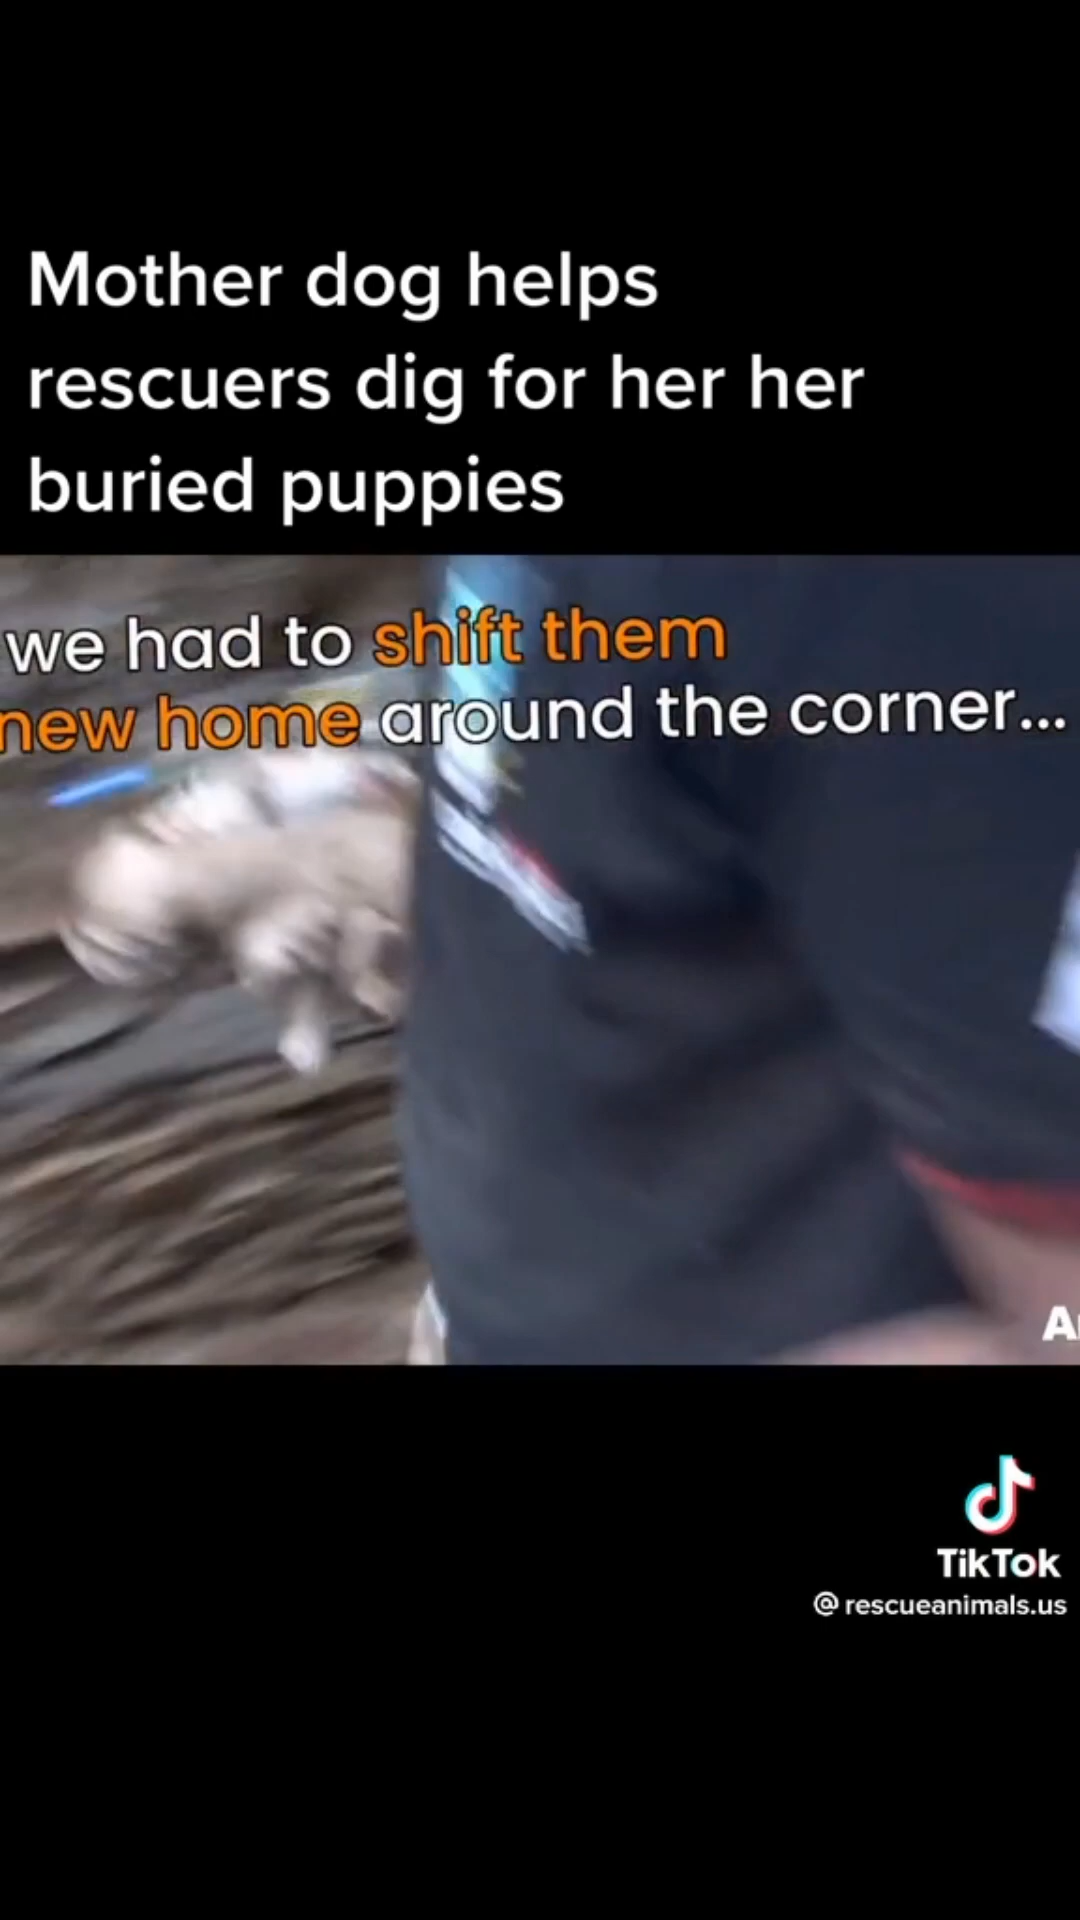 Mother dog helps
rescuers dig for her her
buried puppies
we had to shift them
new home around the corner...
TikTok
@rescueanimals.us